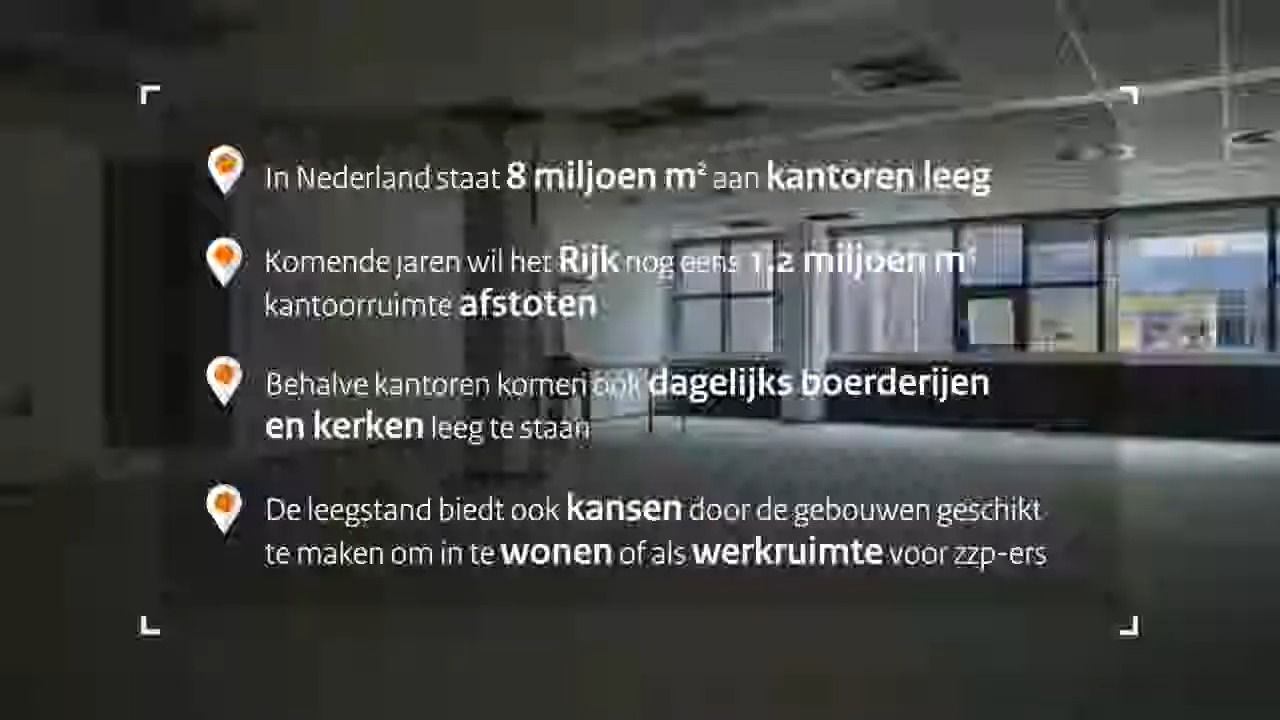 In Nederland staat 8 miljoen m² aan kantoren leeg
Komende jaren wil het Rijk nog eens 1.2 miljoen m²
kantoorruimte afstoten
Behalve kantoren komen ook dagelijks boerderijen
en kerken leeg te staan
De leegstand biedt ook kansen door de gebouwen geschikt
te maken om in te wonen of als werkruimte voor zzp-ers